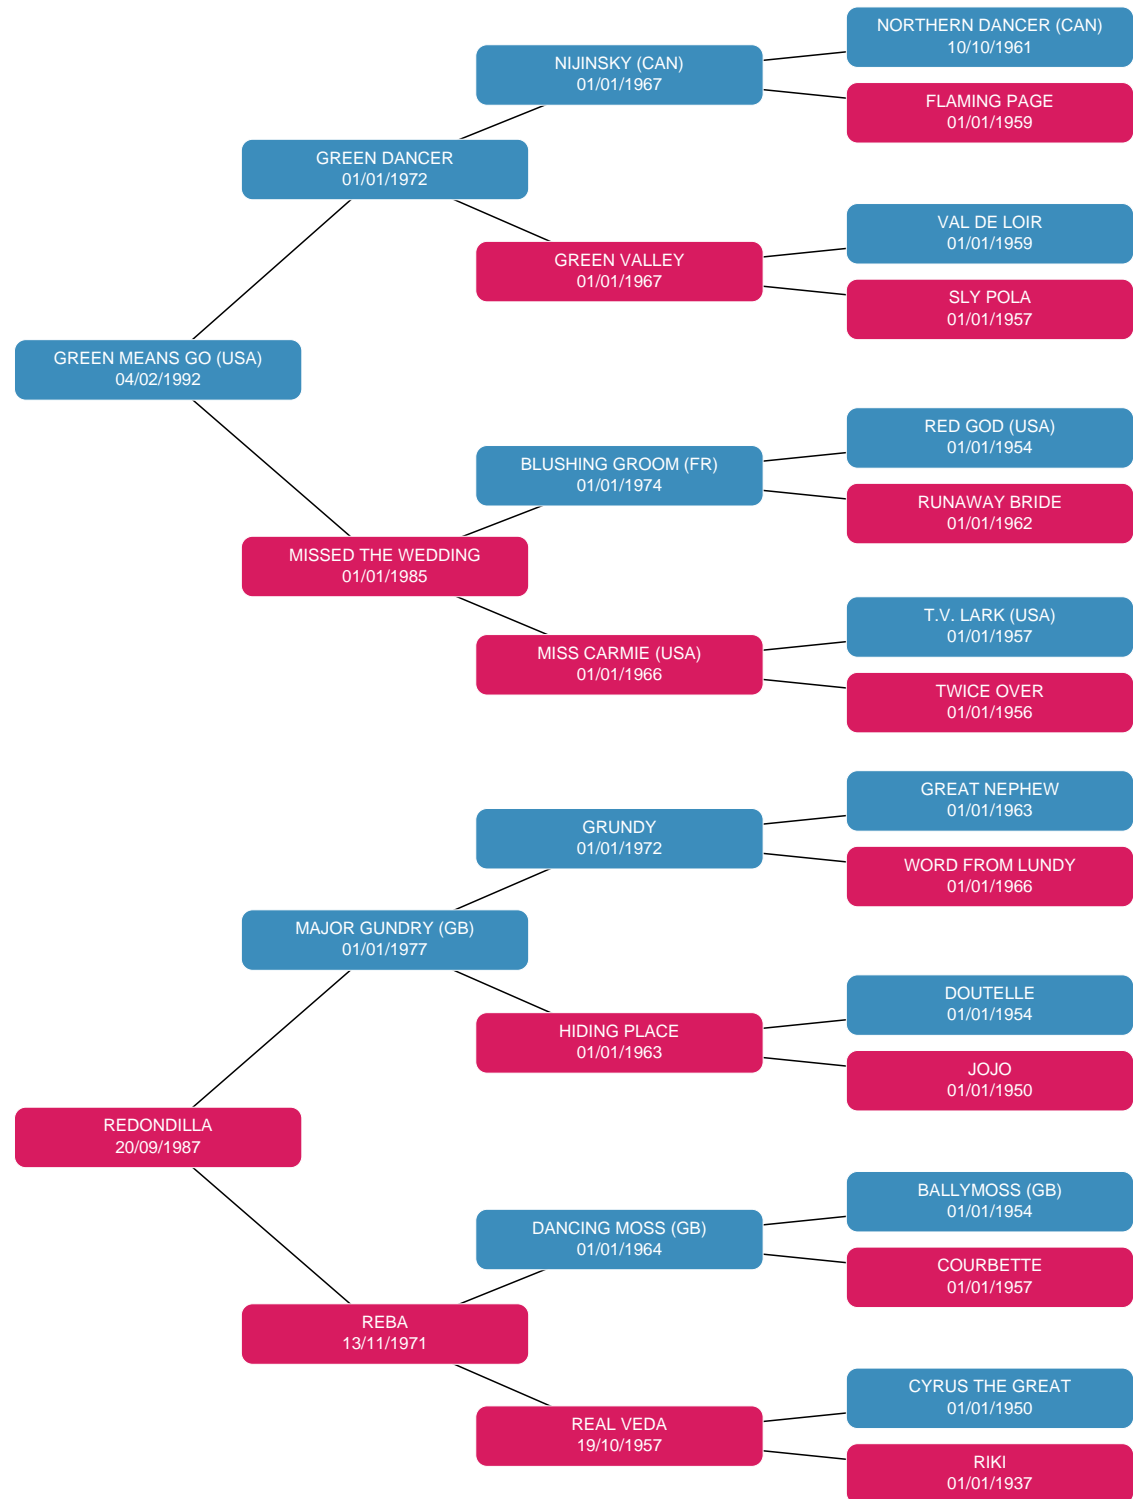 NORTHERN DANCER (CAN)
10/10/1961
NIJINSKY (CAN)
01/01/1967
FLAMING PAGE
01/01/1959
GREEN DANCER
01/01/1972
VAL DE LOIR
01/01/1959
GREEN VALLEY
01/01/1967
SLY POLA
01/01/1957
GREEN MEANS GO (USA)
04/02/1992
RED GOD (USA)
01/01/1954
BLUSHING GROOM (FR)
01/01/1974
RUNAWAY BRIDE
01/01/1962
MISSED THE WEDDING
01/01/1985
T.V. LARK (USA)
01/01/1957
MISS CARMIE (USA)
01/01/1966
TWICE OVER
01/01/1956
GREAT NEPHEW
01/01/1963
GRUNDY
01/01/1972
WORD FROM LUNDY
01/01/1966
MAJOR GUNDRY (GB)
01/01/1977
DOUTELLE
01/01/1954
HIDING PLACE
01/01/1963
JOJO
01/01/1950
REDONDILLA
20/09/1987
BALLYMOSS (GB)
01/01/1954
DANCING MOSS (GB)
01/01/1964
COURBETTE
01/01/1957
REBA
13/11/1971
CYRUS THE GREAT
01/01/1950
REAL VEDA
19/10/1957
RIKI
01/01/1937